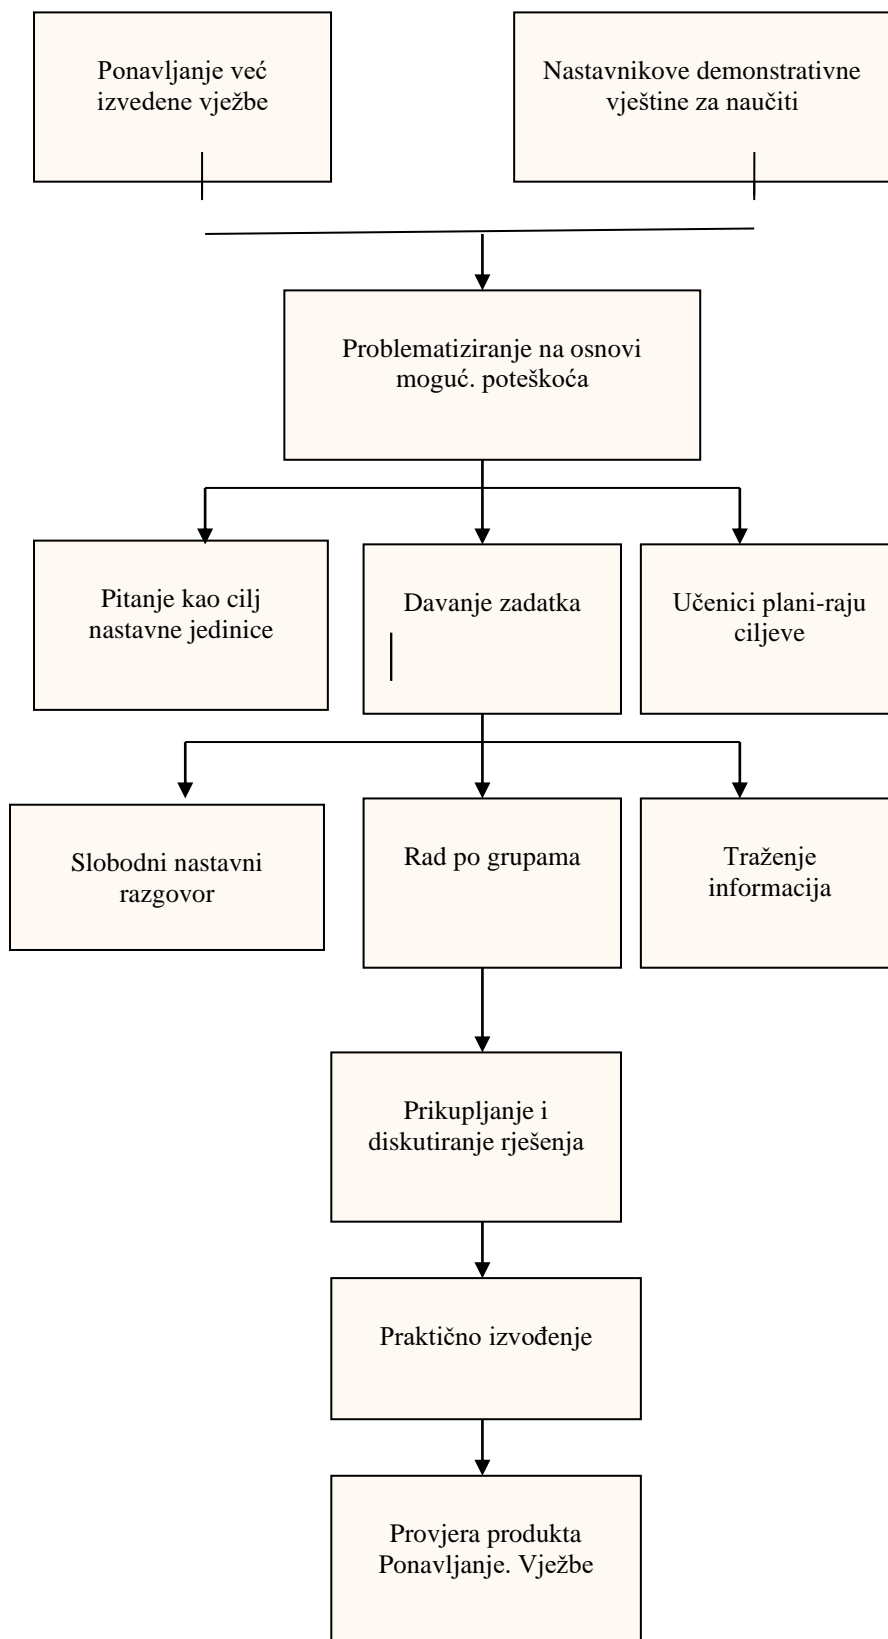 Ponavljanje već
izvedene vježbe
Nastavnikove demonstrativne
vještine za naučiti
Problematiziranje na osnovi
moguć. poteškoća
Pitanje kao cilj
nastavne jedinice
Davanje zadatka
Učenici plani-raju
ciljeve
Slobodni nastavni
razgovor
Rad po grupama
Traženje
informacija
Prikupljanje i
diskutiranje rješenja
Praktično izvođenje
Provjera produkta
Ponavljanje. Vježbe